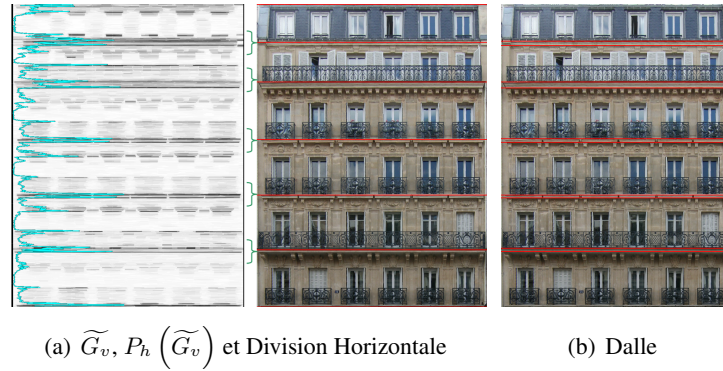 (a) $\widetilde{G_v}$, $P_h\left(\widetilde{G_v}\right)$ et Division Horizontale
(b) Dalle